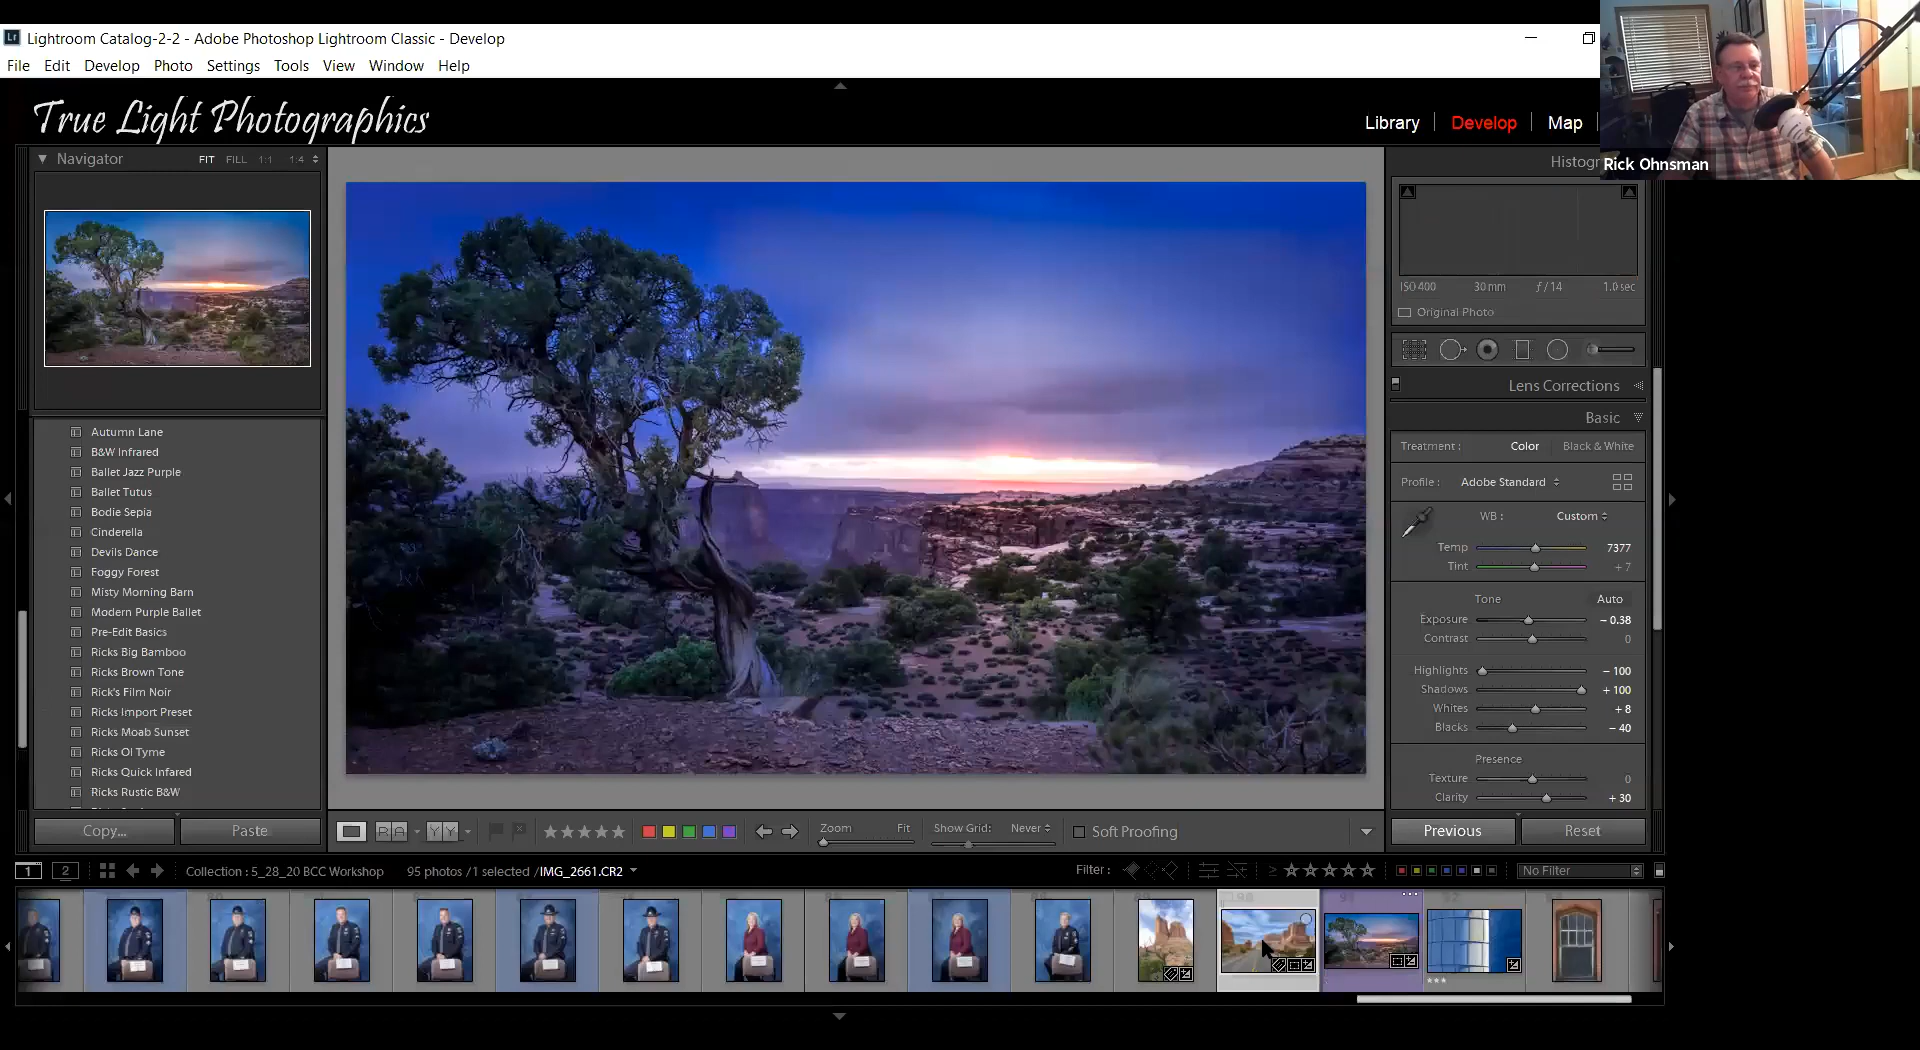 Lightroom Catalog-2-2 - Adobe Photoshop Lightroom Classic - Develop
File Edit Develop Photo Settings Tools View Window Help
True Light Photographics
Library Develop Map
Rick Ohnsman
Navigator FIT FILL 1:1 1:4
Histog
ISO 400 30 mm ƒ / 14 1.0 sec
Original Photo
Lens Corrections
Basic
Treatment : Color Black & White
Profile : Adobe Standard
WB : Custom
Temp 7377
Tint + 7
Tone Auto
Exposure - 0.38
Contrast 0
Highlights - 100
Shadows + 100
Whites + 8
Blacks - 40
Presence
Texture 0
Clarity + 30
Previous Reset
Autumn Lane
B&W Infrared
Ballet Jazz Purple
Ballet Tutus
Bodie Sepia
Cinderella
Devils Dance
Foggy Forest
Misty Morning Barn
Modern Purple Ballet
Pre-Edit Basics
Ricks Big Bamboo
Ricks Brown Tone
Rick's Film Noir
Ricks Import Preset
Ricks Moab Sunset
Ricks Ol Tyme
Ricks Quick Infared
Ricks Rustic B&W
Copy... Paste
R A Y Y Zoom Fit Show Grid: Never Soft Proofing
1 2 Collection : 5_28_20 BCC Workshop 95 photos / 1 selected / IMG_2661.CR2 Filter : No Filter